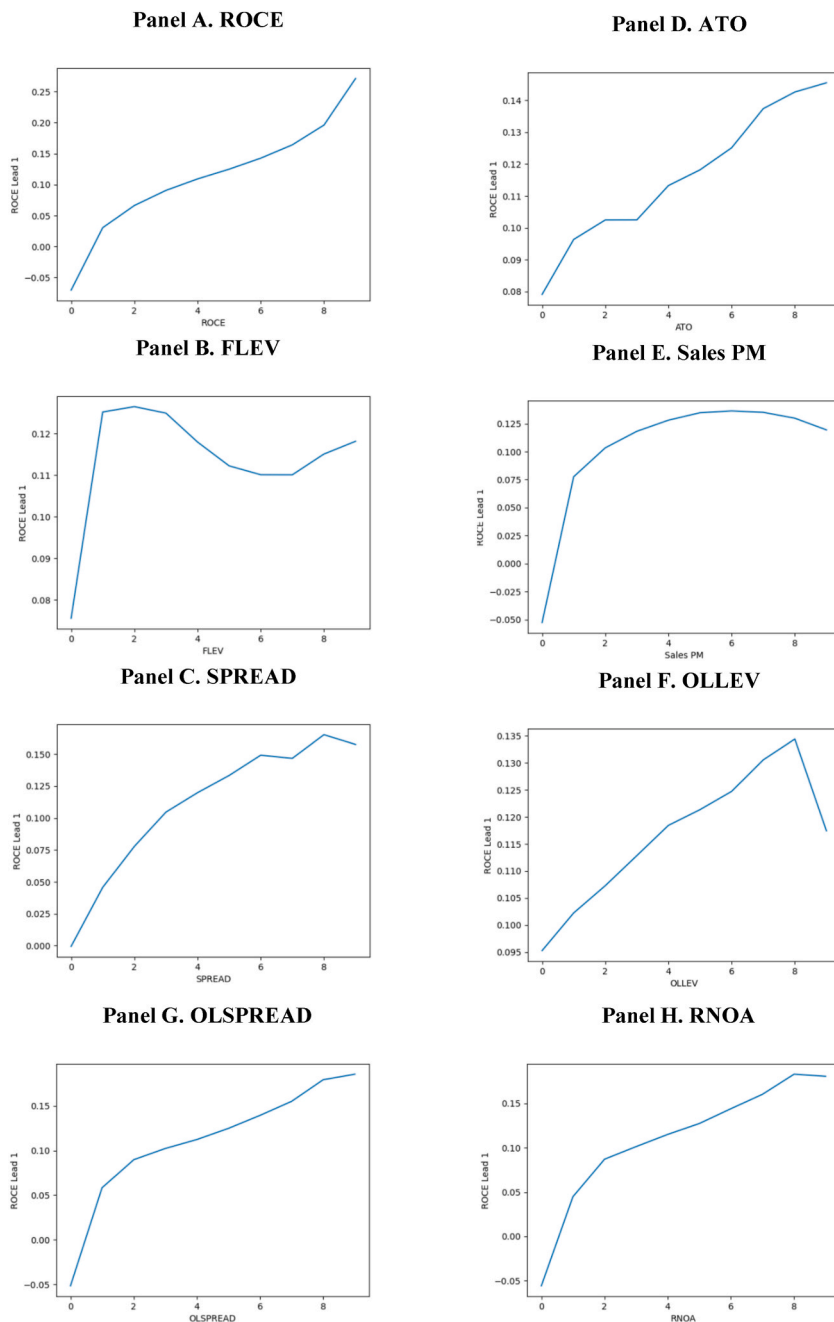 Panel A. ROCE
0.25
0.20
0.15
0.10
0.05
0.00
−0.05
ROCE Lead 1
0 2 4 6 8
ROCE
Panel D. ATO
0.14
0.13
0.12
0.11
0.10
0.09
0.08
ROCE Lead 1
0 2 4 6 8
ATO
Panel B. FLEV
0.12
0.11
0.10
0.09
0.08
ROCE Lead 1
0 2 4 6 8
FLEV
Panel E. Sales PM
0.125
0.100
0.075
0.050
0.025
0.000
−0.025
−0.050
ROCE Lead 1
0 2 4 6 8
Sales PM
Panel C. SPREAD
0.150
0.125
0.100
0.075
0.050
0.025
0.000
ROCE Lead 1
0 2 4 6 8
SPREAD
Panel F. OLLEV
0.135
0.130
0.125
0.120
0.115
0.110
0.105
0.100
0.095
ROCE Lead 1
0 2 4 6 8
OLLEV
Panel G. OLSPREAD
0.15
0.10
0.05
0.00
−0.05
ROCE Lead 1
0 2 4 6 8
OLSPREAD
Panel H. RNOA
0.15
0.10
0.05
0.00
−0.05
ROCE Lead 1
0 2 4 6 8
RNOA